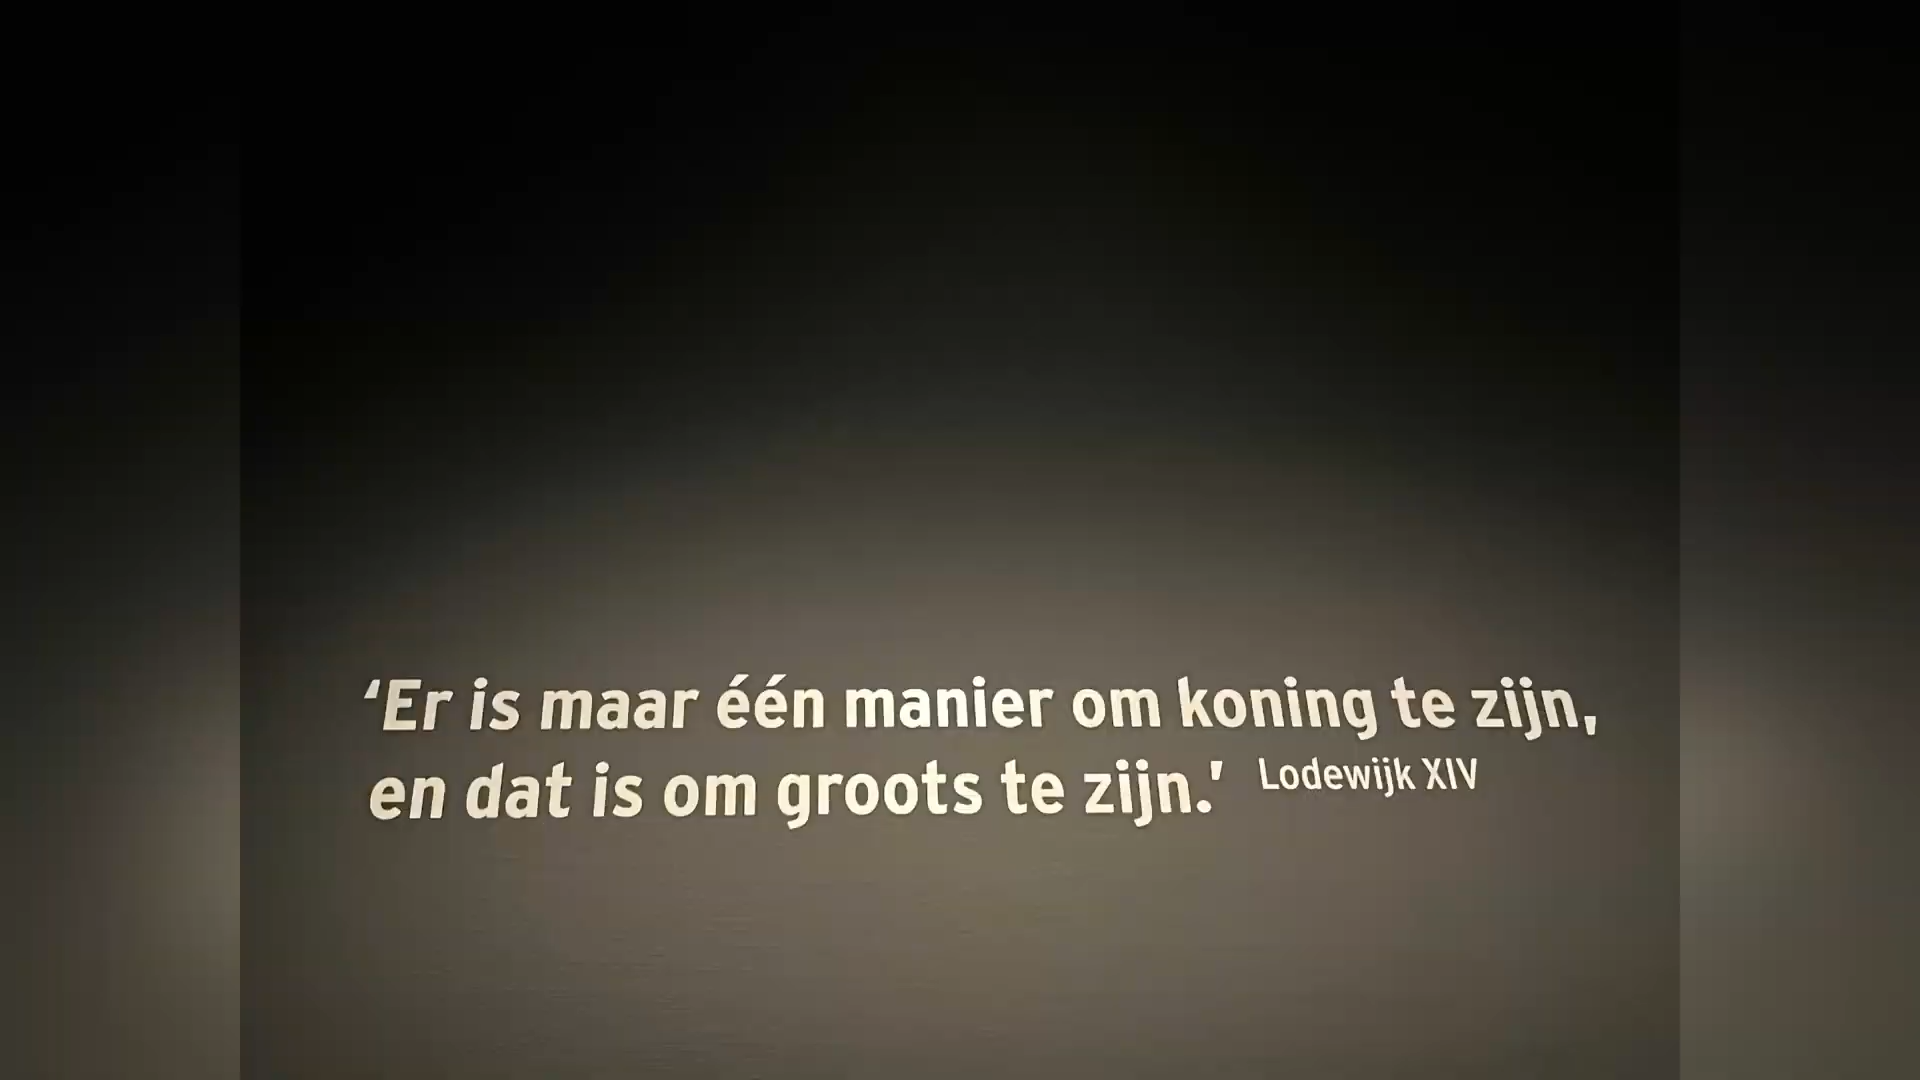 ‘Er is maar één manier om koning te zijn,
en dat is om groots te zijn.’ Lodewijk XIV